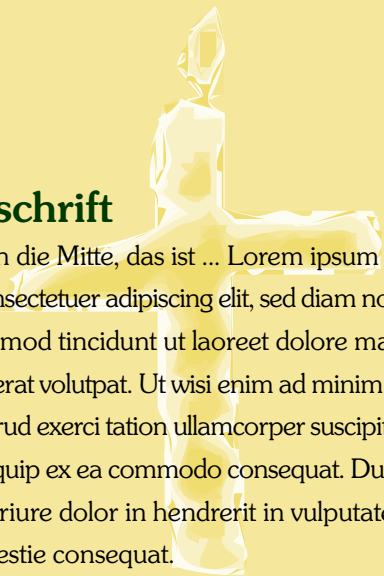 schrift
n die Mitte, das ist ... Lorem ipsum
nsectetuer adipiscing elit, sed diam no
mod tincidunt ut laoreet dolore ma
erat volutpat. Ut wisi enim ad minim
rud exerci tation ullamcorper suscipit
quip ex ea commodo consequat. Du
riure dolor in hendrerit in vulputate
estie consequat.